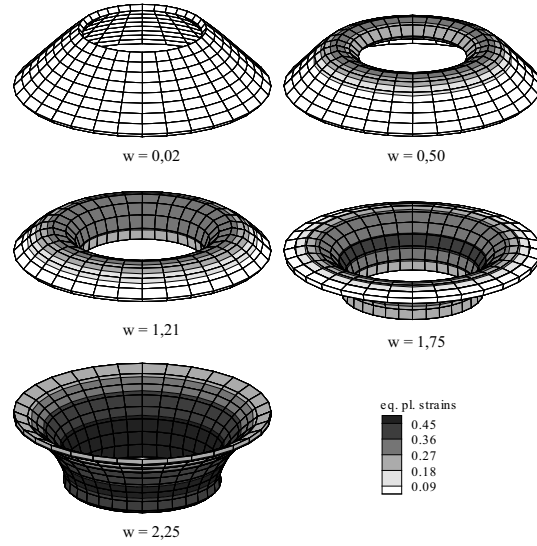 w = 0,02
w = 0,50
w = 1,21
w = 1,75
eq. pl. strains
0.45
0.36
0.27
0.18
0.09
w = 2,25